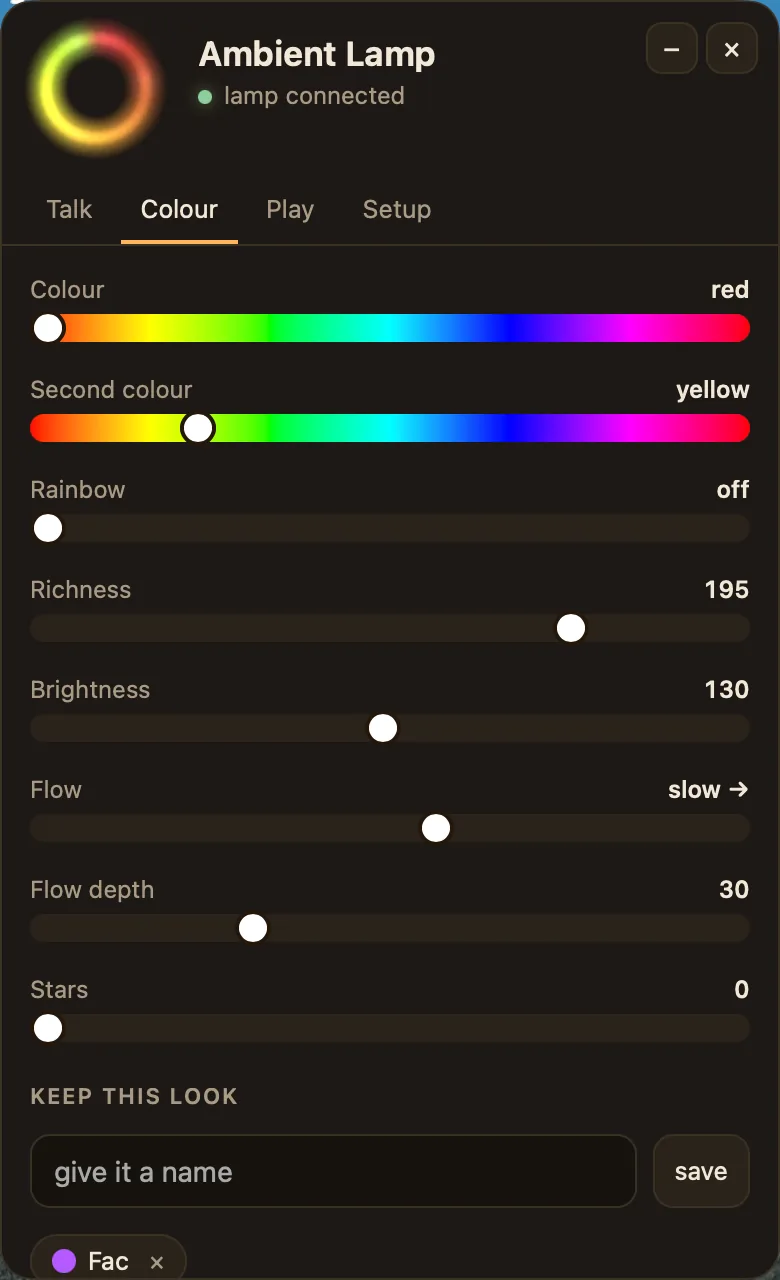 Ambient Lamp
lamp connected
Talk Colour Play Setup
Colour red
Second colour yellow
Rainbow off
Richness 195
Brightness 130
Flow slow →
Flow depth 30
Stars 0
KEEP THIS LOOK
give it a name save
Fac ×